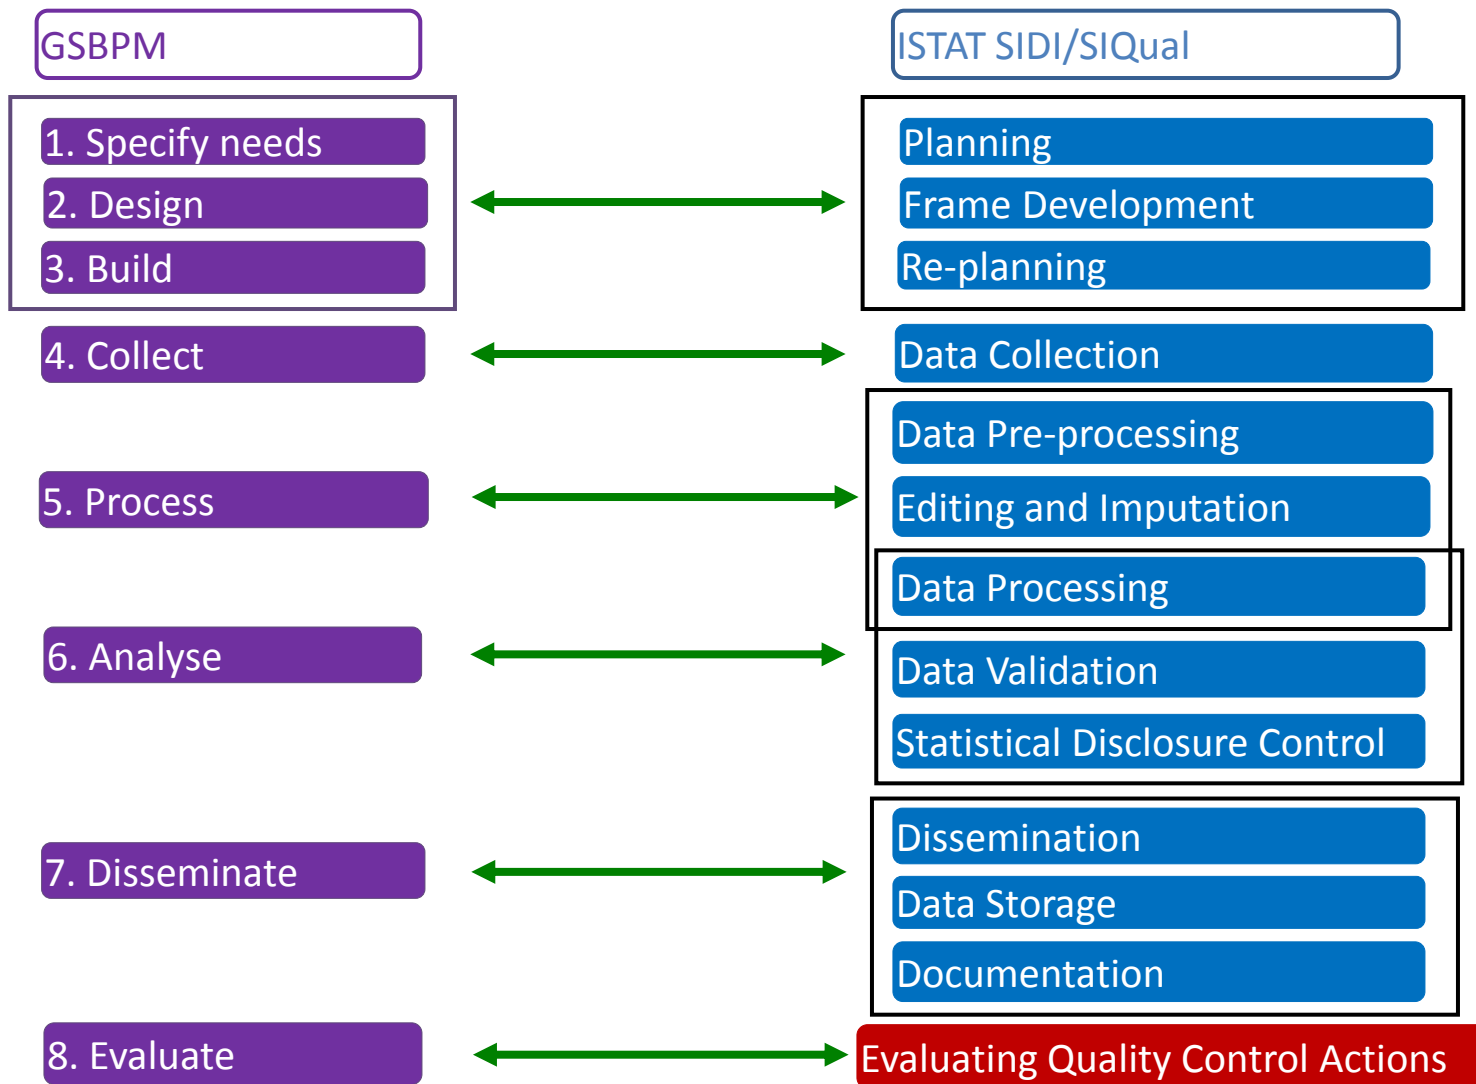 GSBPM
ISTAT SIDI/SIQual
1. Specify needs
Planning
2. Design
Frame Development
3. Build
Re-planning
4. Collect
Data Collection
Data Pre-processing
5. Process
Editing and Imputation
Data Processing
6. Analyse
Data Validation
Statistical Disclosure Control
Dissemination
7. Disseminate
Data Storage
Documentation
8. Evaluate
Evaluating Quality Control Actions